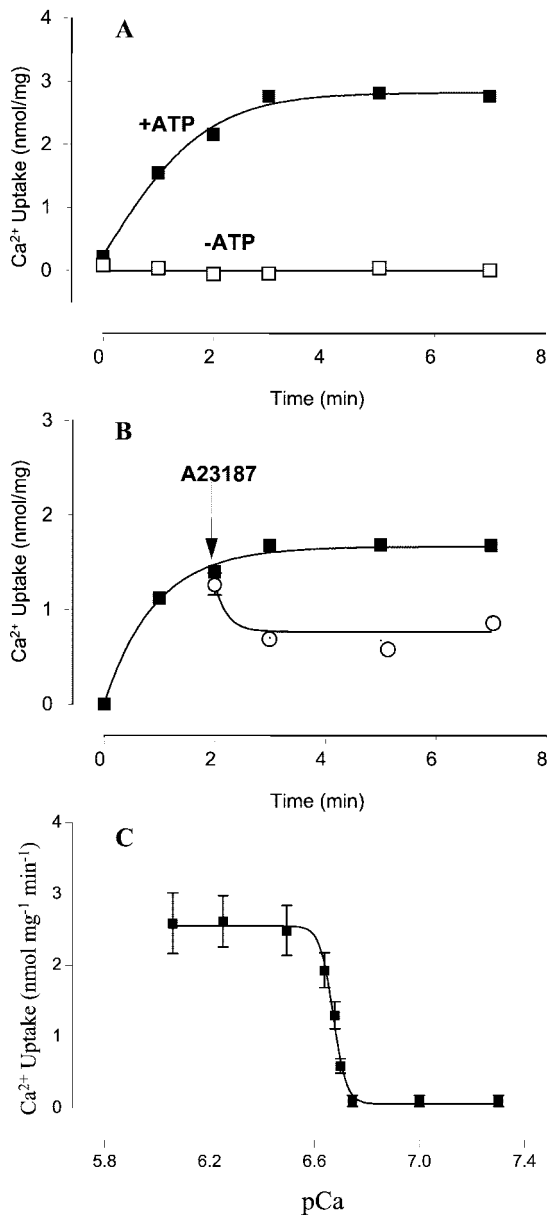 A
4
3
2
1
0
Ca²⁺ Uptake (nmol/mg)
+ATP
-ATP
0 2 4 6 8
Time (min)
B
3
2
1
0
Ca²⁺ Uptake (nmol/mg)
A23187
0 2 4 6 8
Time (min)
C
4
3
2
1
0
Ca²⁺ Uptake (nmol mg⁻¹ min⁻¹)
5.8 6.2 6.6 7.0 7.4
pCa